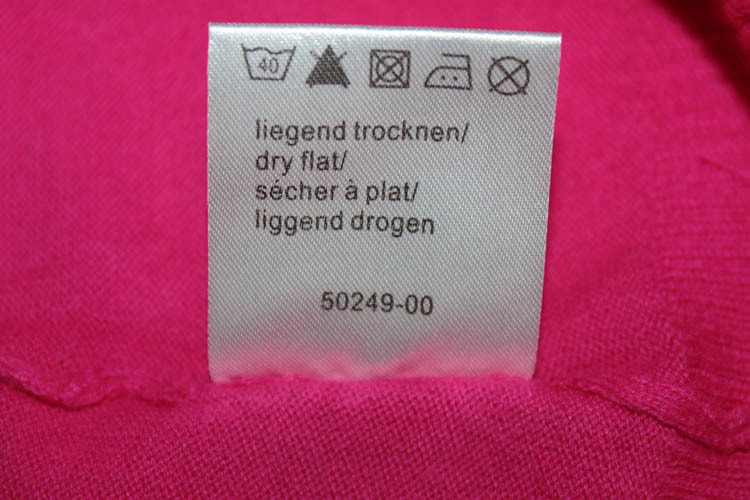 40
liegend trocknen/
dry flat/
sécher à plat/
liggend drogen
50249-00